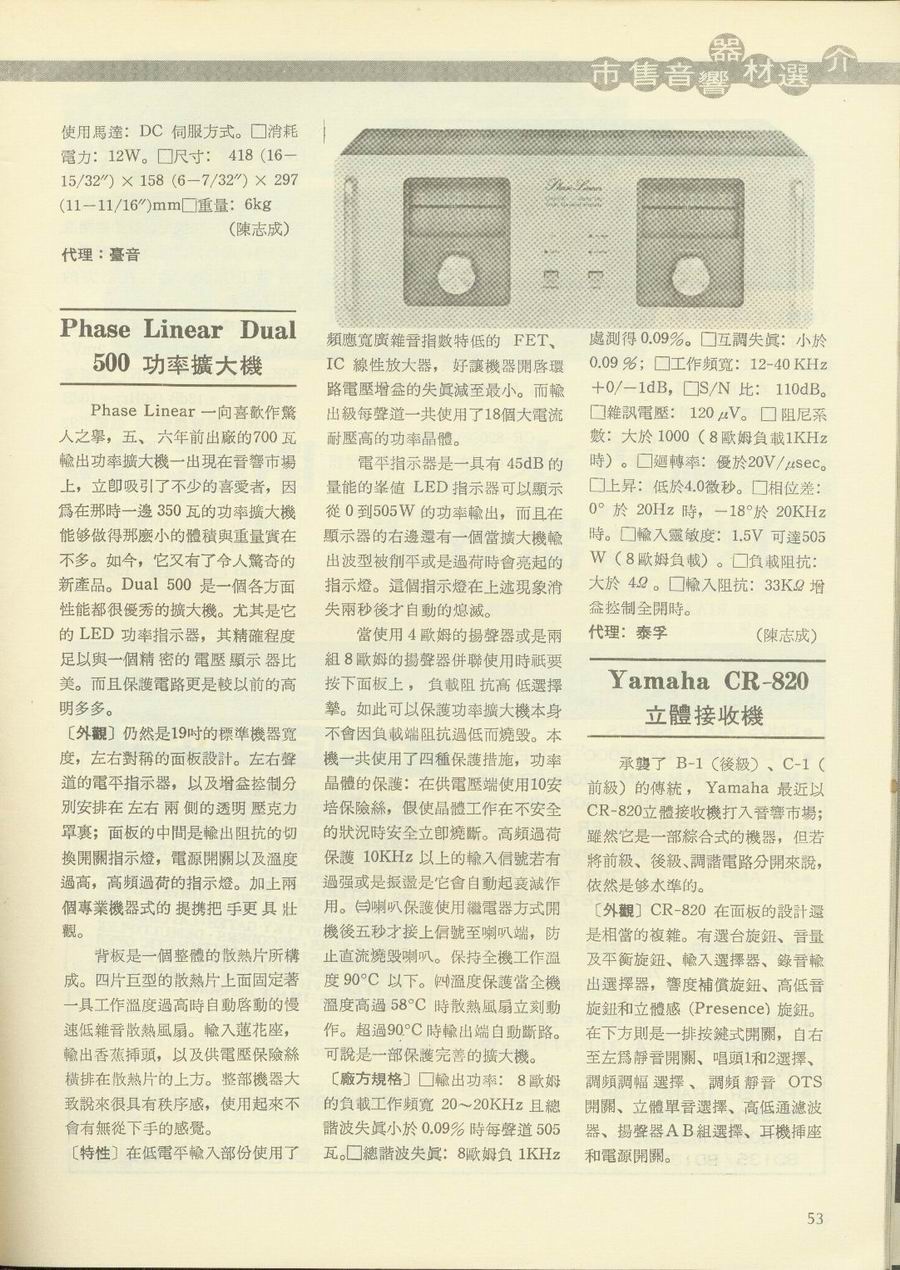 市售音響器材選介
使用馬達：DC 伺服方式。□消耗
電力：12W。□尺寸： 418 (16－
15/32″) × 158 (6－7/32″) × 297
(11－11/16″)mm□重量：6kg
（陳志成）
代理：臺音
Phase Linear Dual
500 功率擴大機
Phase Linear 一向喜歡作驚
人之舉，五、六年前出廠的700 瓦
輸出功率擴大機一出現在音響市場
上，立卽吸引了不少的喜愛者，因
爲在那時一邊 350 瓦的功率擴大機
能够做得那麽小的體積與重量實在
不多。如今，它又有了令人驚奇的
新產品。Dual 500 是一個各方面
性能都很優秀的擴大機。尤其是它
的 LED 功率指示器，其精確程度
足以與一個精密的電壓顯示器比
美。而且保護電路更是較以前的高
明多多。
〔外觀〕仍然是19吋的標準機器寬
度，左右對稱的面板設計。左右聲
道的電平指示器，以及增益控制分
別安排在左右兩側的透明壓克力
罩裏；面板的中間是輸出阻抗的切
換開關指示燈，電源開關以及溫度
過高，高頻過荷的指示燈。加上兩
個專業機器式的提携把手更具壯
觀。
背板是一個整體的散熱片所構
成。四片巨型的散熱片上面固定著
一具工作溫度過高時自動啓動的慢
速低雜音散熱風扇。輸入蓮花座，
輸出香蕉揷頭，以及供電壓保險絲
橫排在散熱片的上方。整部機器大
致說來很具有秩序感，使用起來不
會有無從下手的感覺。
〔特性〕在低電平輸入部份使用了
Phase Linear
頻應寬廣雜音指數特低的 FET、
IC 線性放大器， 好讓機器開啓環
路電壓增益的失眞減至最小。而輸
出級每聲道一共使用了18個大電流
耐壓高的功率晶體。
電平指示器是一具有 45dB 的
量能的峯値 LED 指示器可以顯示
從 0 到505W 的功率輸出，而且在
顯示器的右邊還有一個當擴大機輸
出波型被削平或是過荷時會亮起的
指示燈。這個指示燈在上述現象消
失兩秒後才自動的熄滅。
當使用 4 歐姆的揚聲器或是兩
組 8 歐姆的揚聲器併聯使用時祇要
按下面板上， 負載阻抗高低選擇
摰。如此可以保護功率擴大機本身
不會因負載端阻抗過低而燒毀。本
機一共使用了四種保護措施，功率
晶體的保護：在供電壓端使用10安
培保險絲，假使晶體工作在不安全
的狀況時安全立卽燒斷。高頻過荷
保護 10KHz 以上的輸入信號若有
過强或是振盪是它會自動起衰減作
用。㈢喇叭保護使用繼電器方式開
機後五秒才接上信號至喇叭端，防
止直流燒毀喇叭。保持全機工作溫
度 90°C 以下。㈣溫度保護當全機
溫度高過 58°C 時散熱風扇立刻動
作。超過90°C 時輸出端自動斷路。
可說是一部保護完善的擴大機。
〔廠方規格〕□輸出功率： 8 歐姆
的負載工作頻寬 20～20KHz 且總
諧波失眞小於 0.09% 時每聲道 505
瓦。□總諧波失眞：8歐姆負 1KHz
處測得 0.09%。□互調失眞：小於
0.09 %；□工作頻寬：12-40 KHz
+0/−1dB，□S/N 比： 110dB。
□雜訊電壓： 120 μV。□ 阻尼系
數：大於 1000（ 8 歐姆負載1KHz
時）。□廻轉率：優於20V/μsec。
□上昇：低於4.0微秒。□相位差：
0° 於 20Hz 時，−18°於 20KHz
時。□輸入靈敏度：1.5V 可達505
W（ 8 歐姆負載）。□負載阻抗：
大於 4Ω 。□輸入阻抗：33KΩ 增
益控制全開時。
代理：泰孚 （陳志成）
Yamaha CR-820
立體接收機
承襲了 B-1（後級）、C-1（
前級）的傳統， Yamaha 最近以
CR-820立體接收機打入音響市場；
雖然它是一部綜合式的機器，但若
將前級、後級、調諧電路分開來說，
依然是够水準的。
〔外觀〕CR-820 在面板的設計還
是相當的複雜。有選台旋鈕、音量
及平衡旋鈕、輸入選擇器、錄音輸
出選擇器，響度補償旋鈕、高低音
旋鈕和立體感（Presence）旋鈕。
在下方則是一排按鍵式開關，自右
至左爲靜音開關、唱頭1和2選擇、
調頻調幅選擇、調頻靜音 OTS
開關、立體單音選擇、高低通濾波
器、揚聲器A B組選擇、耳機揷座
和電源開關。
53